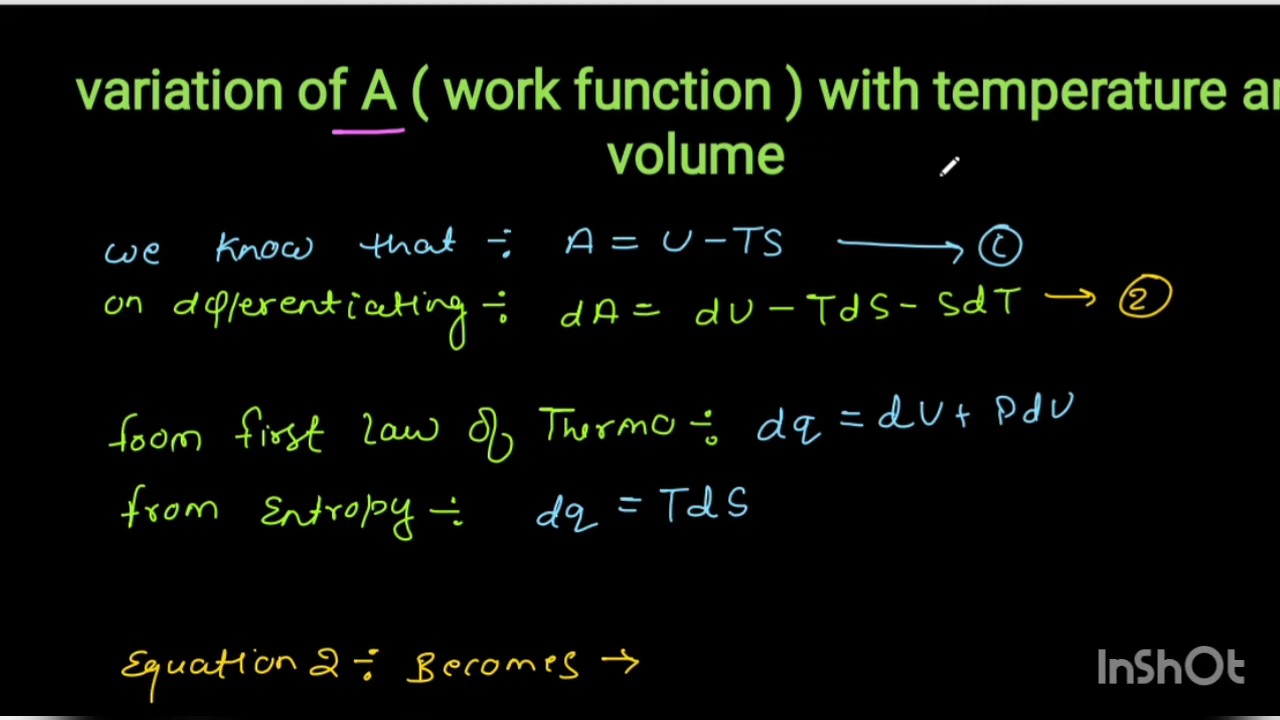 variation of A ( work function ) with temperature an
volume
we know that ÷ A = U - TS → ①
on differentiating ÷ dA = dU - TdS - SdT → ②
from first law of Thermo ÷ dq = dU + PdV
from Entropy ÷ dq = TdS
Equation 2 ÷ Becomes →
InShOt